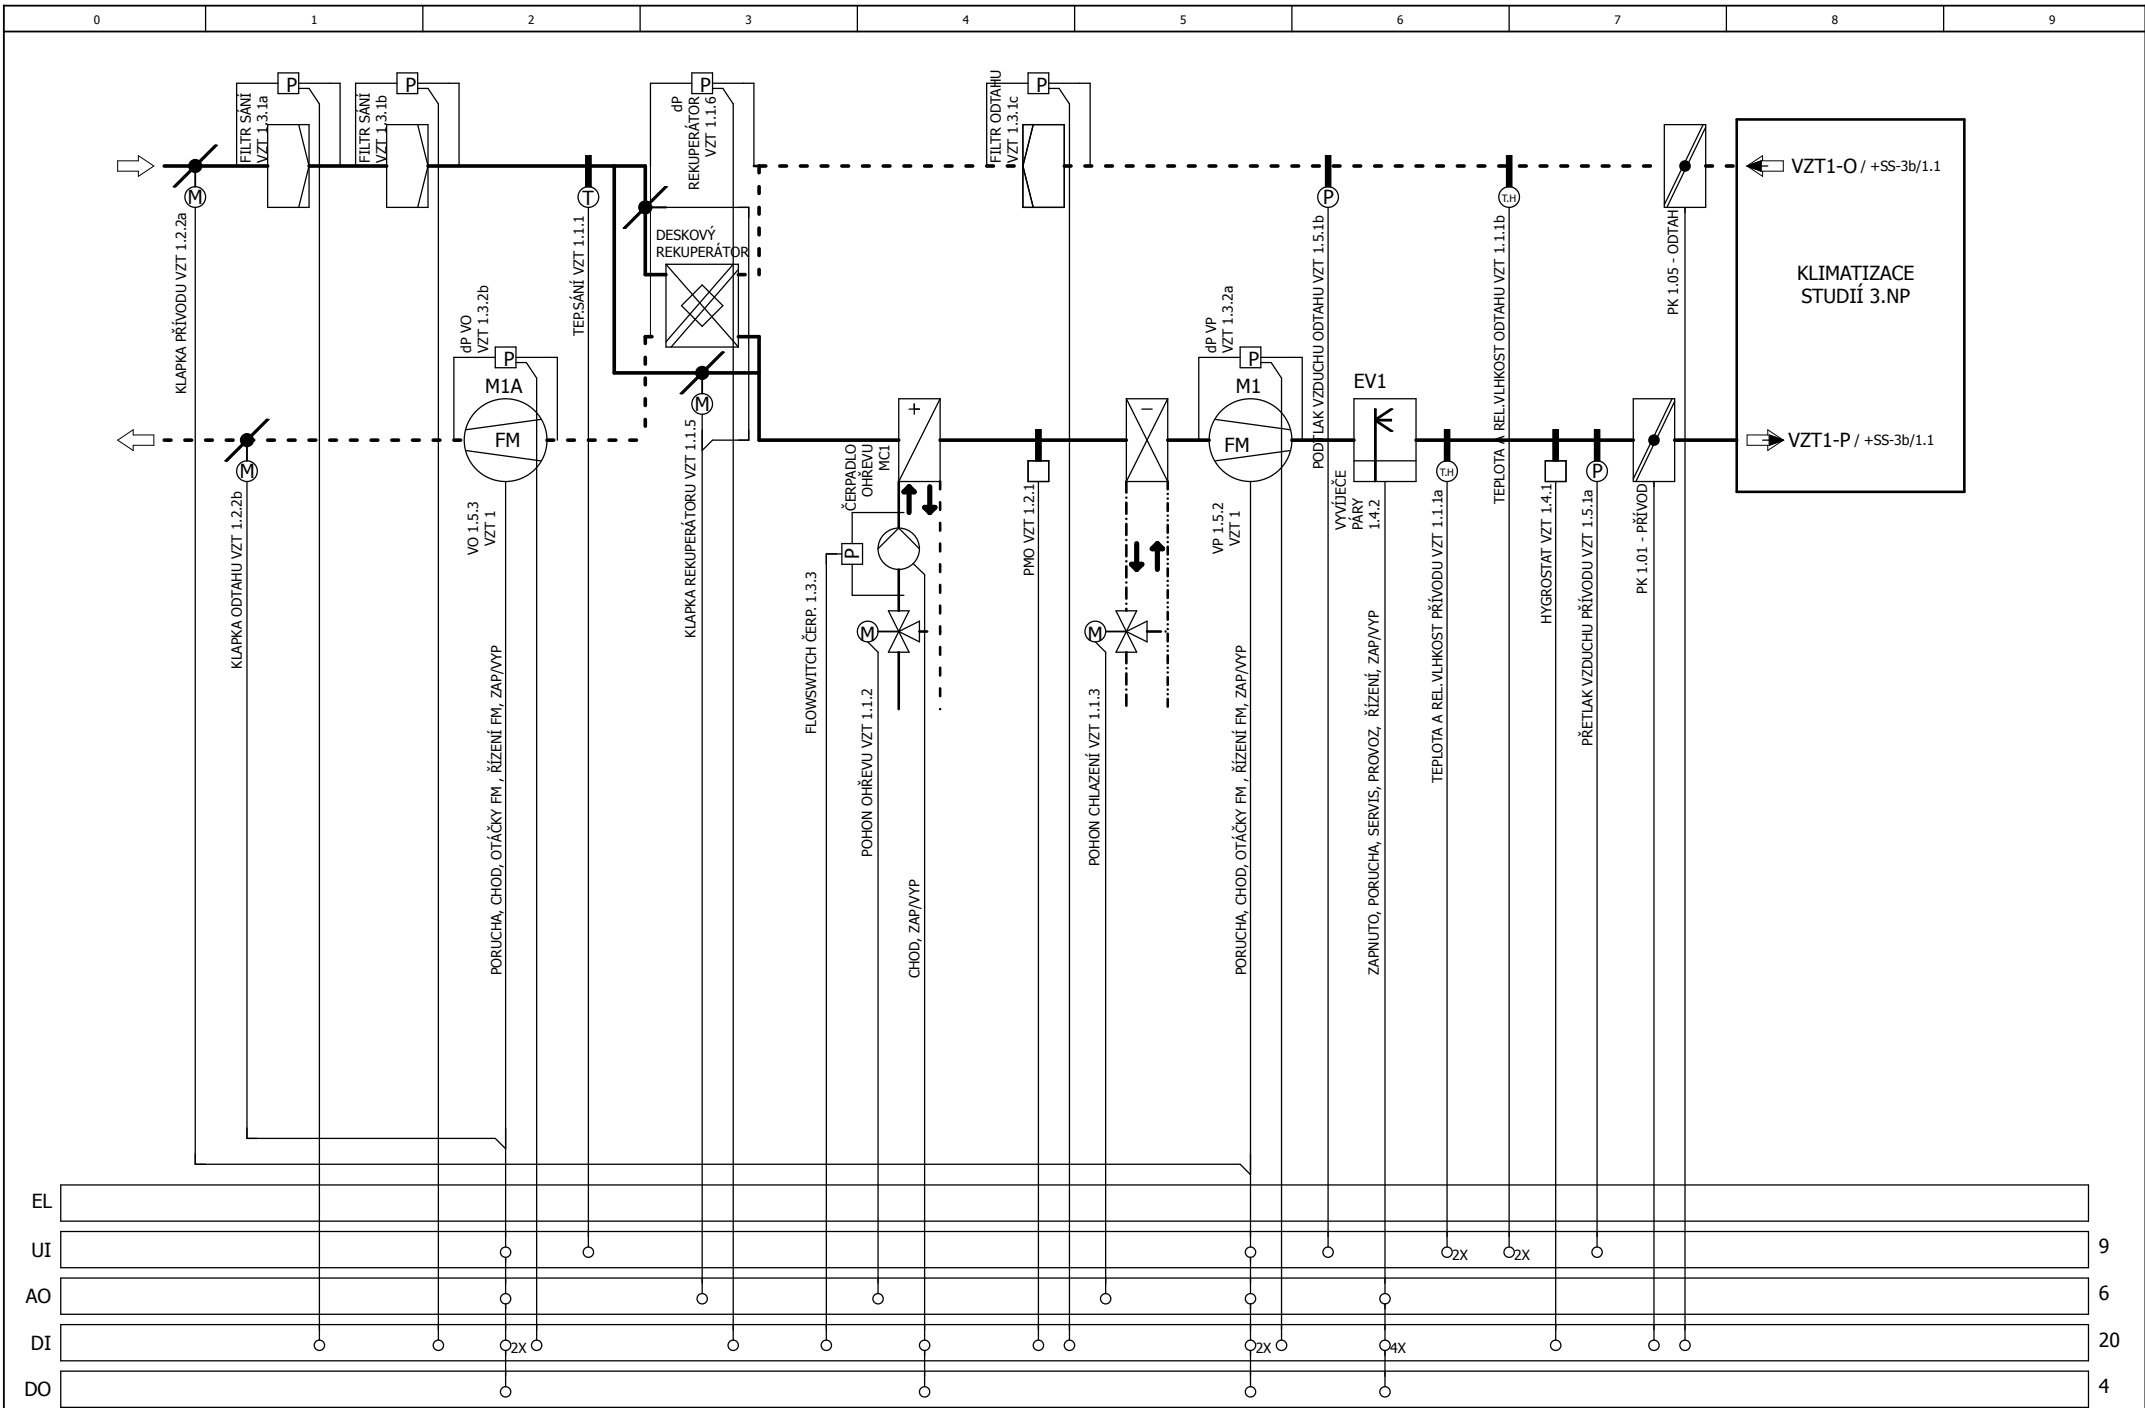 0 1 2 3 4 5 6 7 8 9
FILTR SÁNÍ
VZT 1.3.1a
P
FILTR SÁNÍ
VZT 1.3.1b
P
dP
REKUPERÁTOR
VZT 1.1.6
P
FILTR ODTAHU
VZT 1.3.1c
P
M
KLAPKA PŘÍVODU VZT 1.2.2a
T
TEP.SÁNÍ VZT 1.1.1
DESKOVÝ
REKUPERÁTOR
P
PODTLAK VZDUCHU ODTAHU VZT 1.5.1b
T.H
TEPLOTA A REL.VLHKOST ODTAHU VZT 1.1.1b
PK 1.05 - ODTAH
VZT1-O / +SS-3b/1.1
KLIMATIZACE
STUDIÍ 3.NP
VZT1-P / +SS-3b/1.1
M
KLAPKA ODTAHU VZT 1.2.2b
dP VO
VZT 1.3.2b
P
M1A
FM
VO 1.5.3
VZT 1
PORUCHA, CHOD, OTÁČKY FM , ŘÍZENÍ FM, ZAP/VYP
M
KLAPKA REKUPERÁTORU VZT 1.1.5
+
ČERPADLO
OHŘEVU
MC1
P
FLOWSWITCH ČERP. 1.3.3
M
POHON OHŘEVU VZT 1.1.2
CHOD, ZAP/VYP
PMO VZT 1.2.1
−
M
POHON CHLAZENÍ VZT 1.1.3
dP VP
VZT 1.3.2a
P
M1
FM
VP 1.5.2
VZT 1
PORUCHA, CHOD, OTÁČKY FM , ŘÍZENÍ FM, ZAP/VYP
EV1
VYVÍJEČE
PÁRY
1.4.2
ZAPNUTO, PORUCHA, SERVIS, PROVOZ, ŘÍZENÍ, ZAP/VYP
T.H
TEPLOTA A REL.VLHKOST PŘÍVODU VZT 1.1.1a
HYGROSTAT VZT 1.4.1
P
PŘETLAK VZDUCHU PŘÍVODU VZT 1.5.1a
PK 1.01 - PŘÍVOD
EL
UI 2X 2X 9
AO 6
DI 2X 2X 4X 20
DO 4